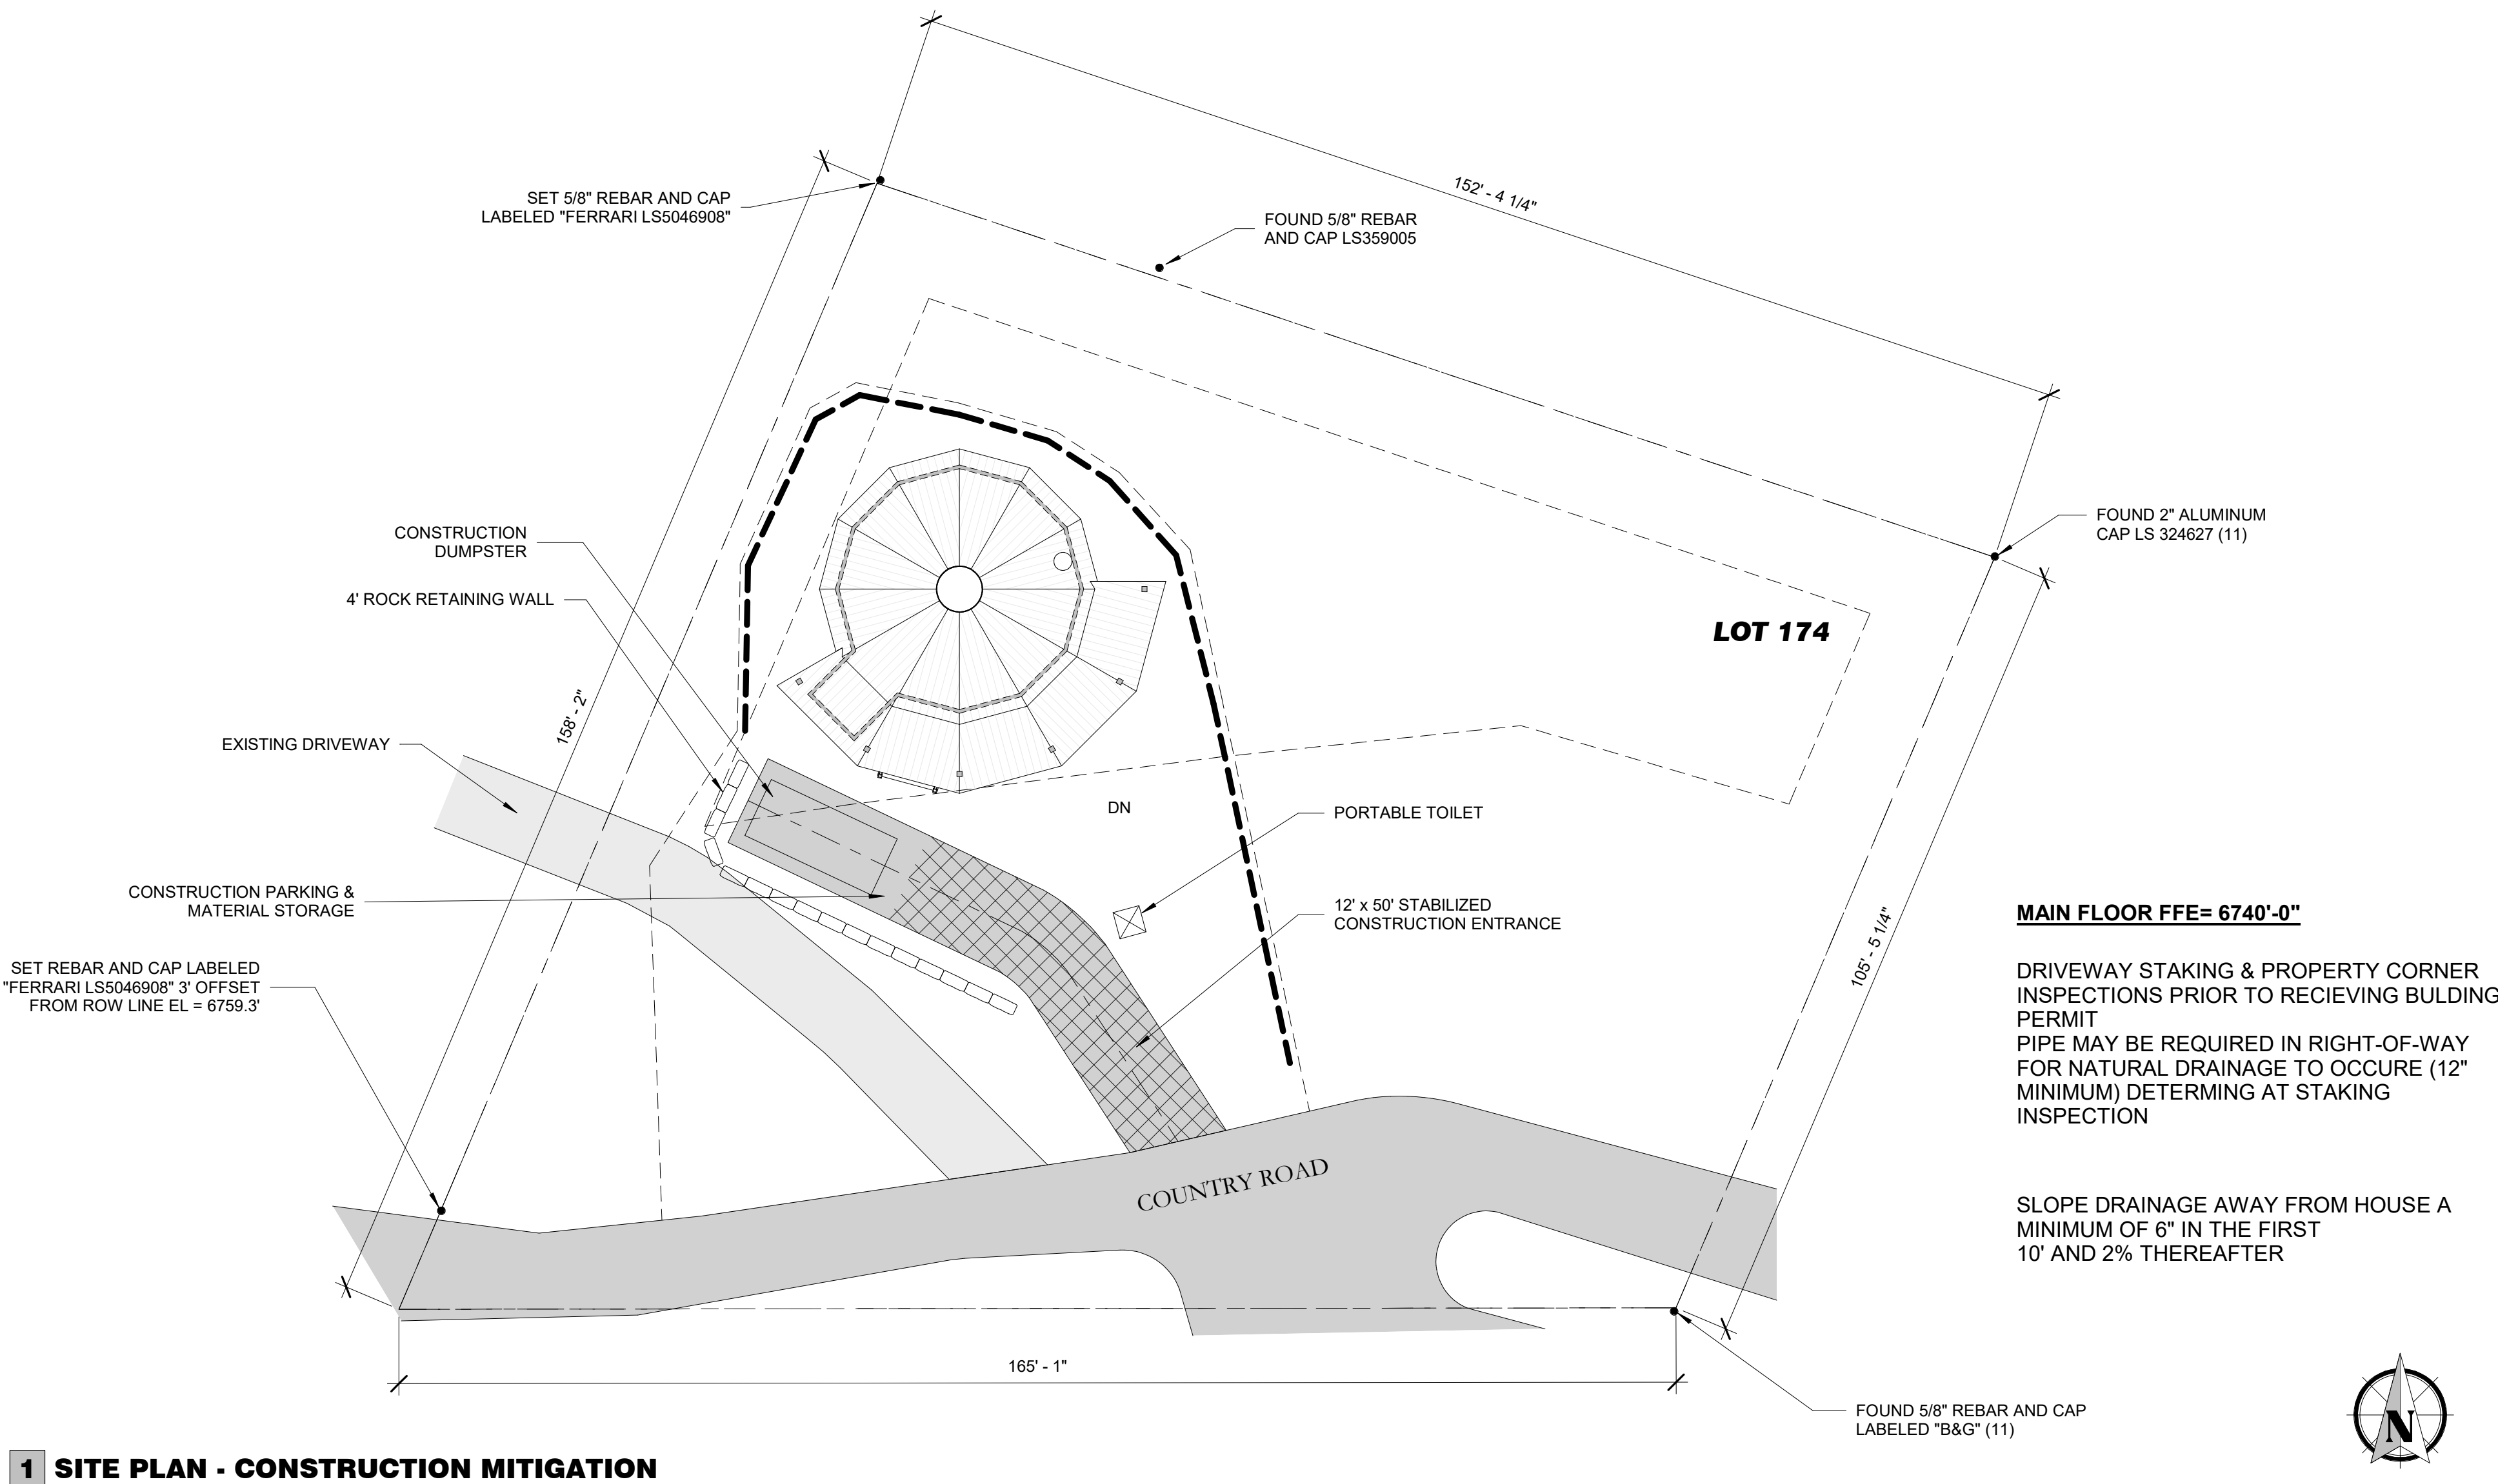 152' - 4 1/4"
SET 5/8" REBAR AND CAP
LABELED "FERRARI LS5046908"
FOUND 5/8" REBAR
AND CAP LS359005
FOUND 2" ALUMINUM
CAP LS 324627 (11)
CONSTRUCTION
DUMPSTER
4' ROCK RETAINING WALL
LOT 174
158' - 2"
EXISTING DRIVEWAY
DN
PORTABLE TOILET
CONSTRUCTION PARKING &
MATERIAL STORAGE
12' x 50' STABILIZED
CONSTRUCTION ENTRANCE
105' - 5 1/4"
SET REBAR AND CAP LABELED
"FERRARI LS5046908" 3' OFFSET
FROM ROW LINE EL = 6759.3'
MAIN FLOOR FFE= 6740'-0"
DRIVEWAY STAKING & PROPERTY CORNER
INSPECTIONS PRIOR TO RECIEVING BULDING
PERMIT
PIPE MAY BE REQUIRED IN RIGHT-OF-WAY
FOR NATURAL DRAINAGE TO OCCURE (12"
MINIMUM) DETERMING AT STAKING
INSPECTION
SLOPE DRAINAGE AWAY FROM HOUSE A
MINIMUM OF 6" IN THE FIRST
10' AND 2% THEREAFTER
COUNTRY ROAD
165' - 1"
FOUND 5/8" REBAR AND CAP
LABELED "B&G" (11)
N
1 SITE PLAN - CONSTRUCTION MITIGATION